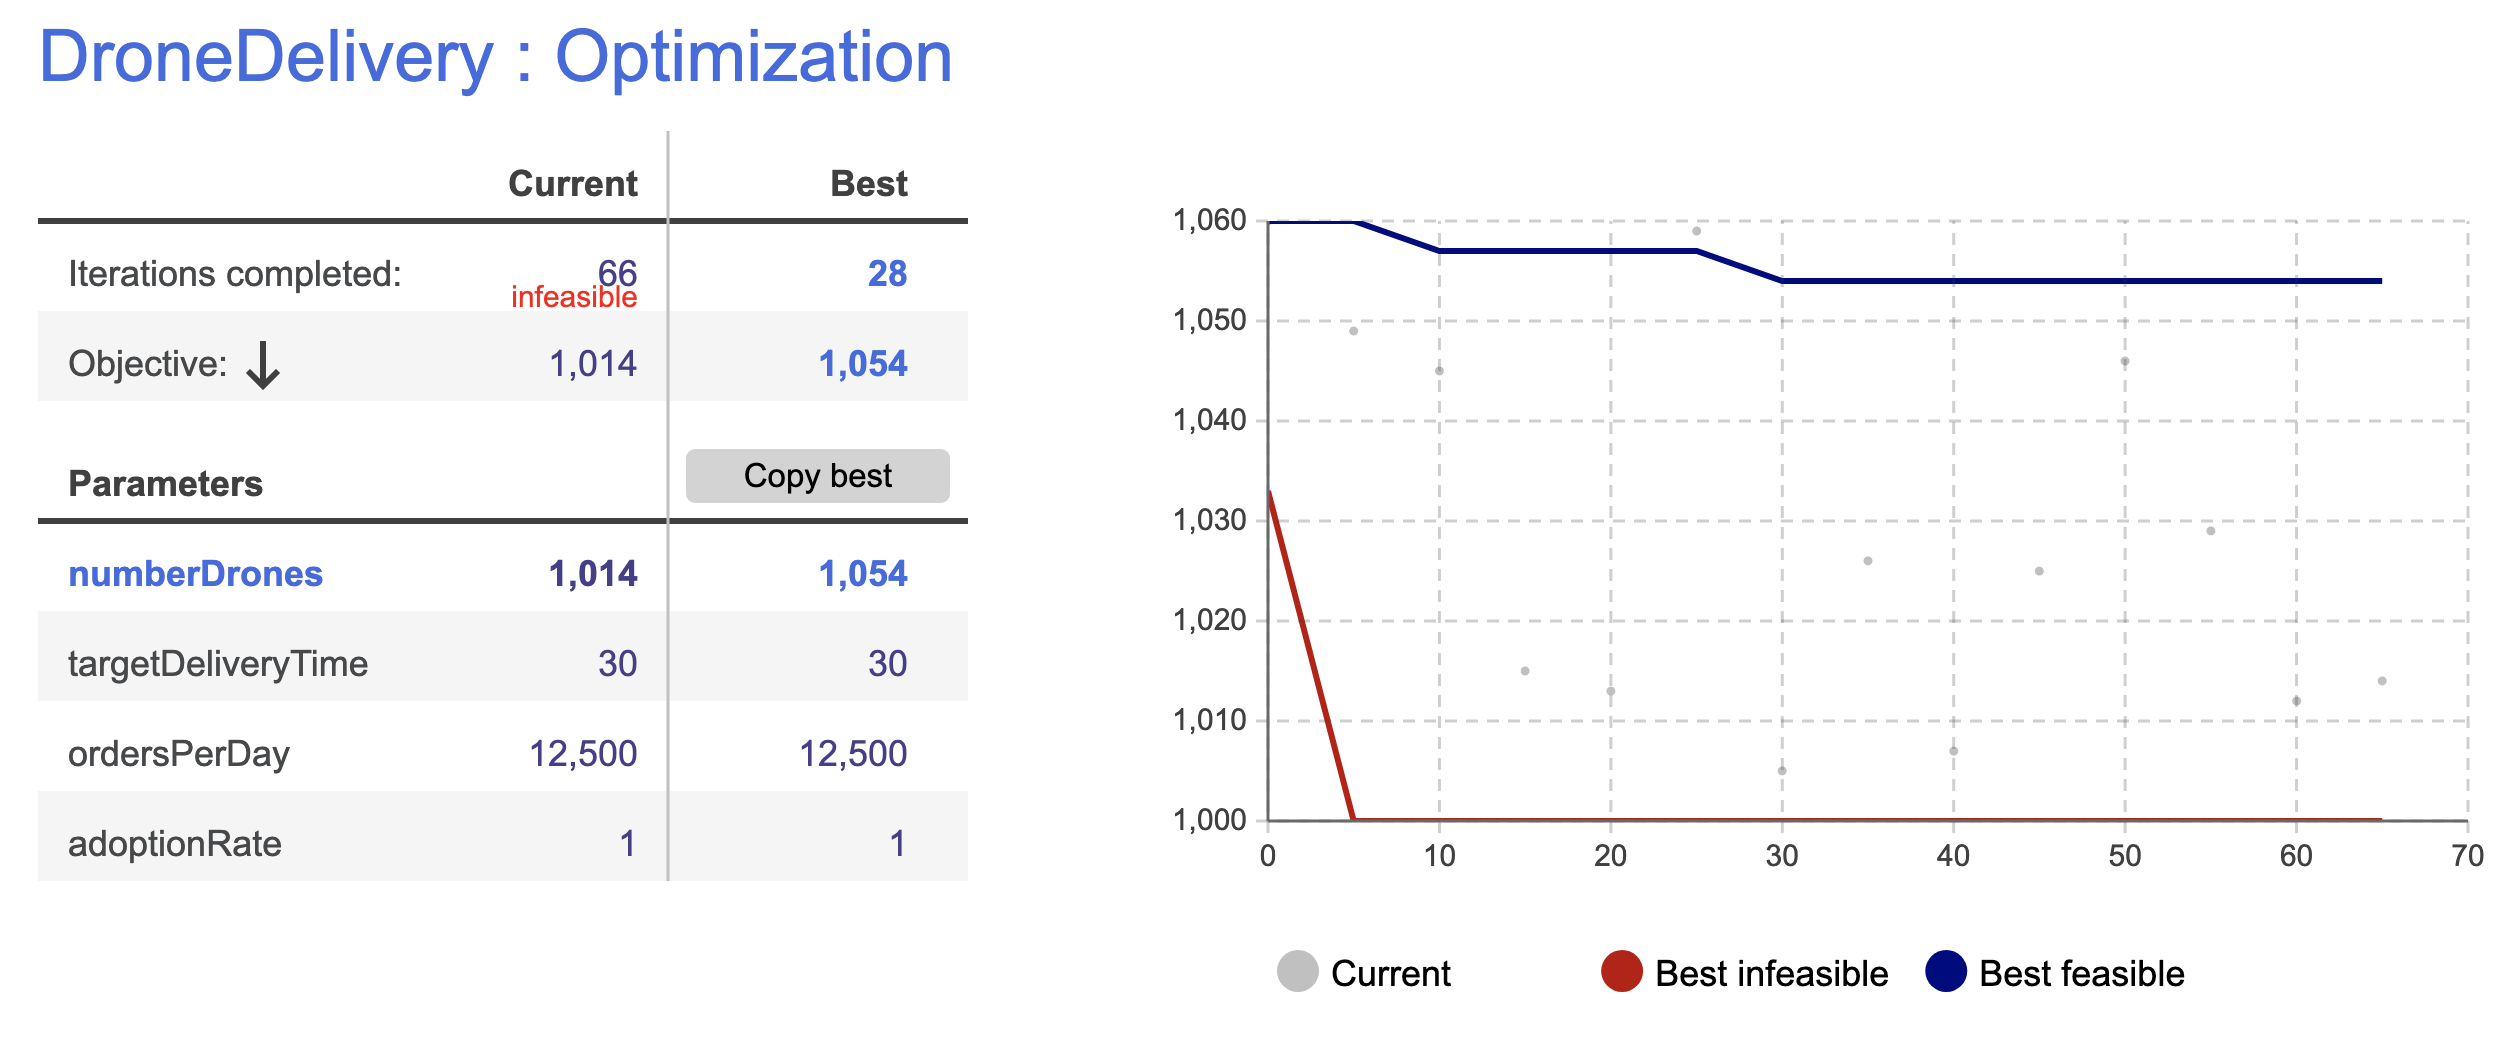 DroneDelivery : Optimization
Current Best
Iterations completed: 66 28
infeasible
Objective: 1,014 1,054
Parameters Copy best
numberDrones 1,014 1,054
targetDeliveryTime 30 30
ordersPerDay 12,500 12,500
adoptionRate 1 1
1,060
1,050
1,040
1,030
1,020
1,010
1,000
0 10 20 30 40 50 60 70
Current Best infeasible Best feasible